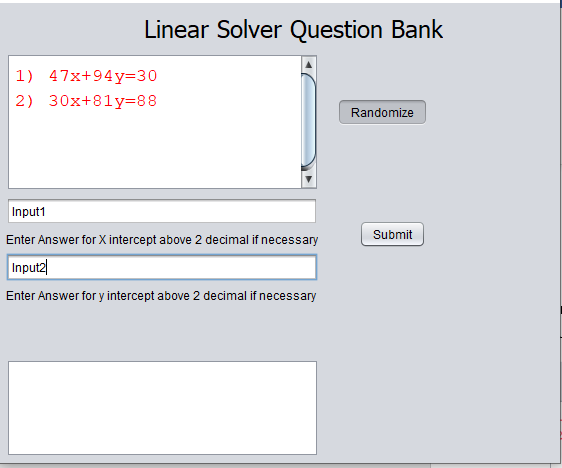 Linear Solver Question Bank
1) 47x+94y=30
2) 30x+81y=88
Randomize
Input1
Enter Answer for X intercept above 2 decimal if necessary
Submit
Input2
Enter Answer for y intercept above 2 decimal if necessary